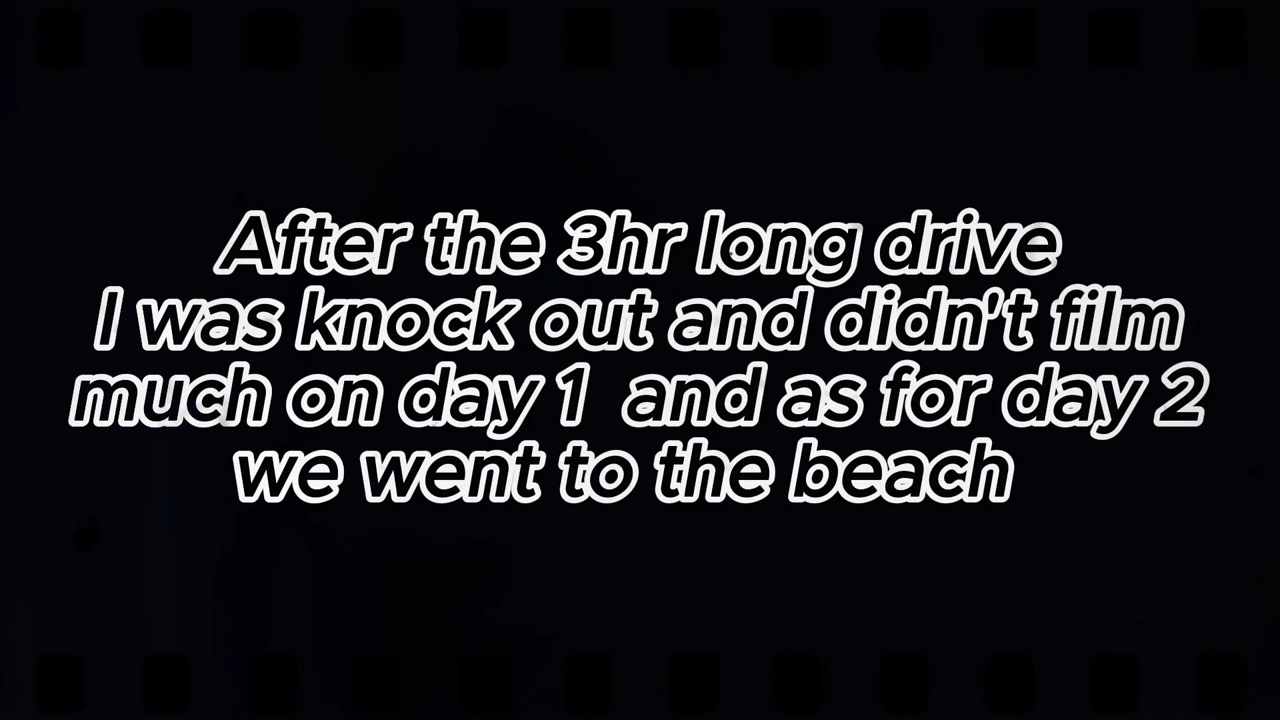 After the 3hr long drive
I was knock out and didn't film
much on day 1  and as for day 2
we went to the beach